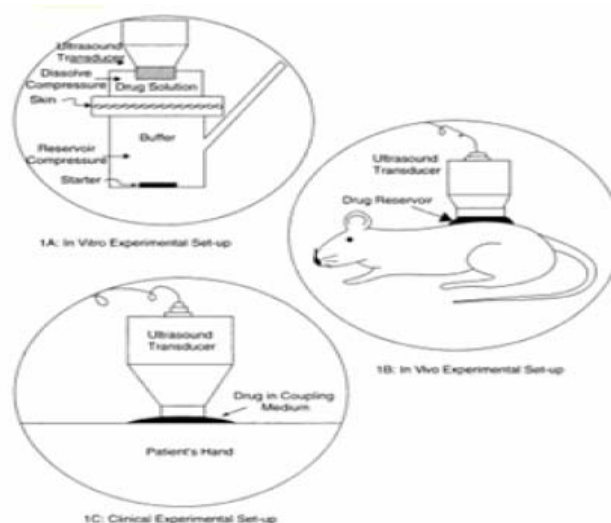 Ultrasound
Transducer
Dissolve
Compressure
Drug Solution
Skin
Buffer
Reservoir
Compressure
Starter
1A: In Vitro Experimental Set-up
Ultrasound
Transducer
Drug Reservoir
1B: In Vivo Experimental Set-up
Ultrasound
Transducer
Drug in Coupling
Medium
Patient's Hand
1C: Clinical Experimental Set-up